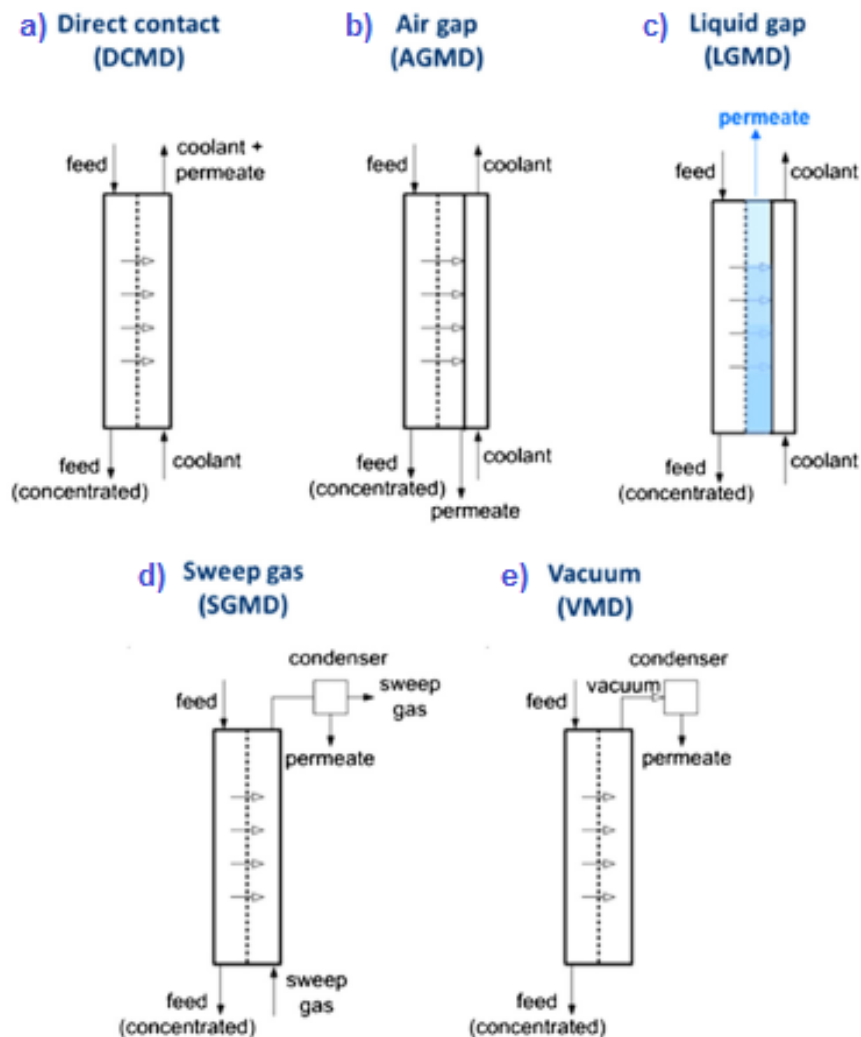 a) Direct contact
(DCMD)
b) Air gap
(AGMD)
c) Liquid gap
(LGMD)
feed
coolant +
permeate
feed
(concentrated)
coolant
feed
coolant
feed
(concentrated)
coolant
permeate
permeate
feed
coolant
feed
(concentrated)
coolant
d) Sweep gas
(SGMD)
e) Vacuum
(VMD)
condenser
feed
sweep
gas
permeate
feed
(concentrated)
sweep
gas
condenser
feed
vacuum
permeate
feed
(concentrated)